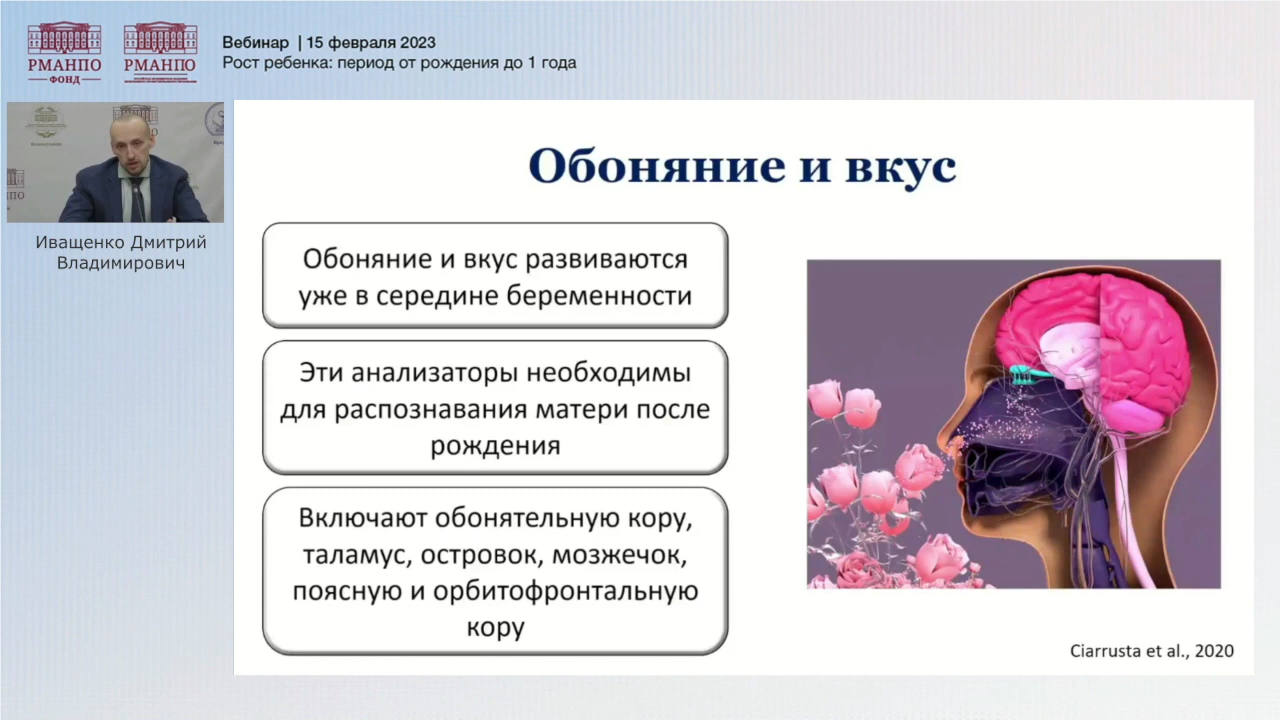 РМАНПО
ФОНД
РМАНПО
Вебинар | 15 февраля 2023
Рост ребенка: период от рождения до 1 года
Иващенко Дмитрий
Владимирович
Обоняние и вкус
Обоняние и вкус развиваются
уже в середине беременности
Эти анализаторы необходимы
для распознавания матери после
рождения
Включают обонятельную кору,
таламус, островок, мозжечок,
поясную и орбитофронтальную
кору
Ciarrusta et al., 2020